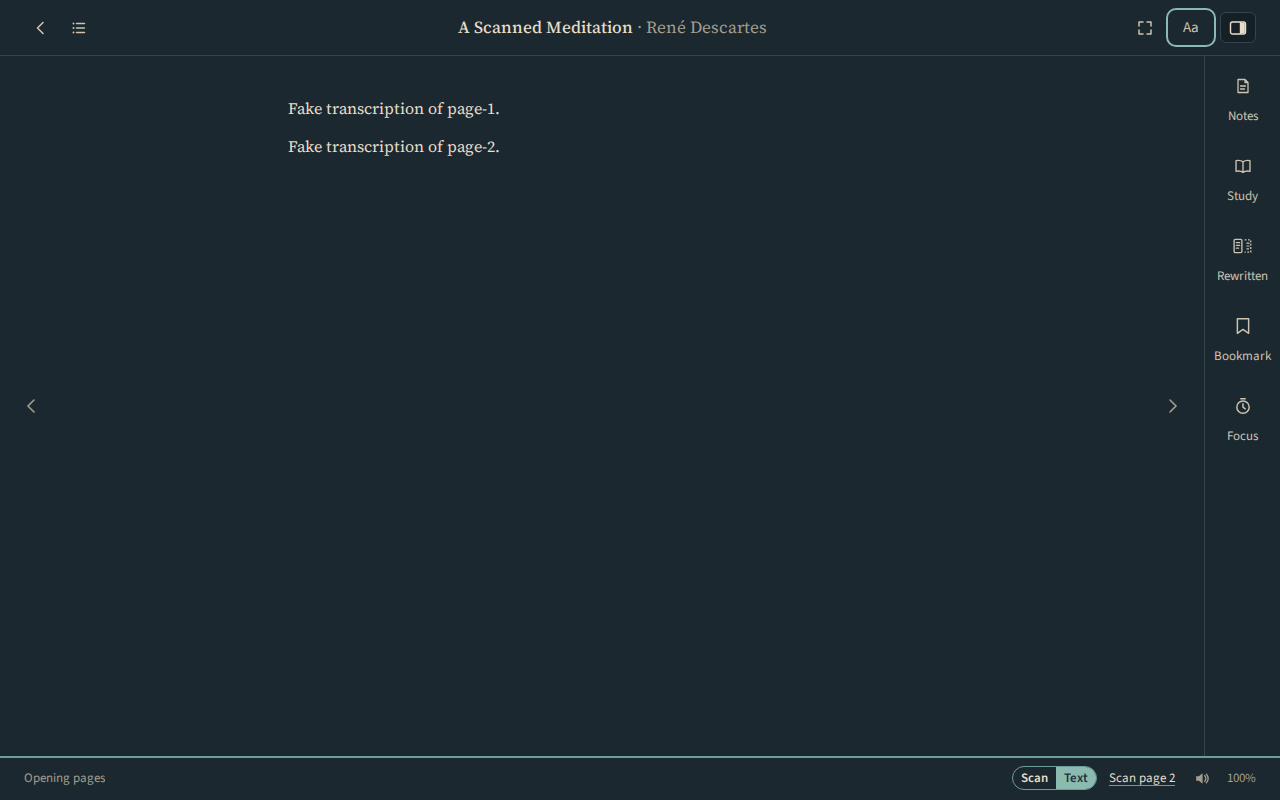 A Scanned Meditation · René Descartes
Aa
Fake transcription of page-1.
Fake transcription of page-2.
Notes
Study
Rewritten
Bookmark
Focus
Opening pages
Scan Text Scan page 2 100%